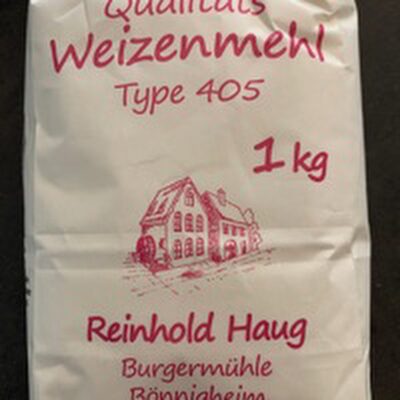 Qualitäts
Weizenmehl
Type 405
1 kg
Reinhold Haug
Burgermühle
Bönnigheim